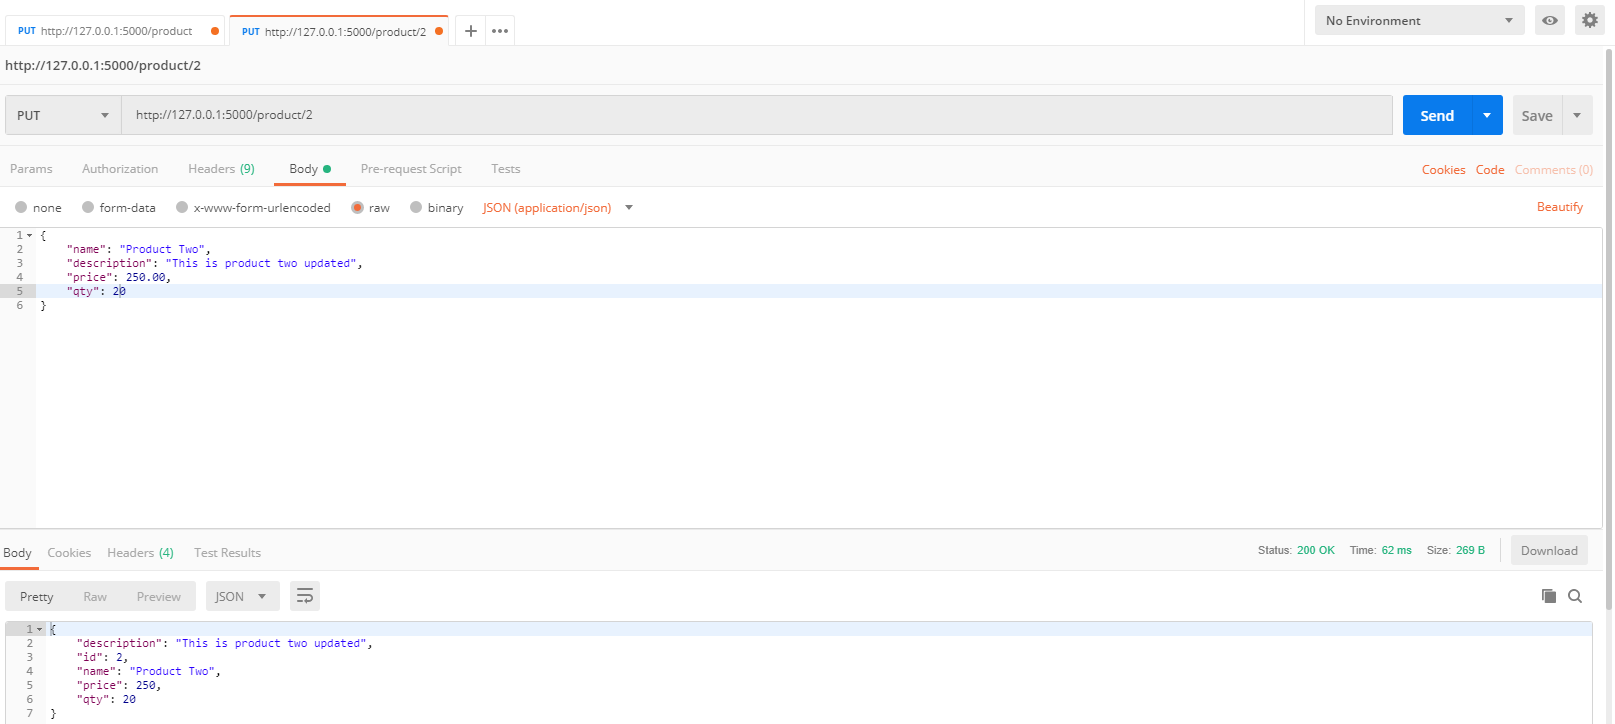 PUT http://127.0.0.1:5000/product PUT http://127.0.0.1:5000/product/2 No Environment
http://127.0.0.1:5000/product/2
PUT http://127.0.0.1:5000/product/2 Send Save
Params Authorization Headers (9) Body Pre-request Script Tests Cookies Code Comments (0)
none form-data x-www-form-urlencoded raw binary JSON (application/json) Beautify
1 {
2 "name": "Product Two",
3 "description": "This is product two updated",
4 "price": 250.00,
5 "qty": 20
6 }
Body Cookies Headers (4) Test Results Status: 200 OK Time: 62 ms Size: 269 B Download
Pretty Raw Preview JSON
1 {
2 "description": "This is product two updated",
3 "id": 2,
4 "name": "Product Two",
5 "price": 250,
6 "qty": 20
7 }